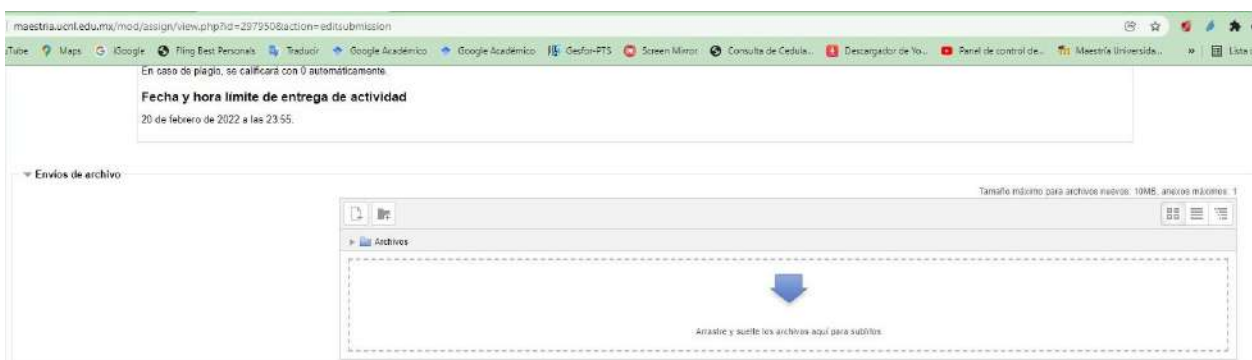 maestria.ucnl.edu.mx/mod/assign/view.php?id=297950&action=editsubmission
Tube Maps Google Fling Best Personals Traducir Google Académico Google Académico Gesfor-PTS Screen Mirror Consulta de Cedula... Descargador de Yo... Panel de control de... Maestría Universida... » Lista
En caso de plagio, se calificará con 0 automáticamente.
Fecha y hora límite de entrega de actividad
20 de febrero de 2022 a las 23:55.
Envíos de archivo
Tamaño máximo para archivos nuevos: 10MB, anexos máximos: 1
Archivos
Arrastre y suelte los archivos aquí para subirlos